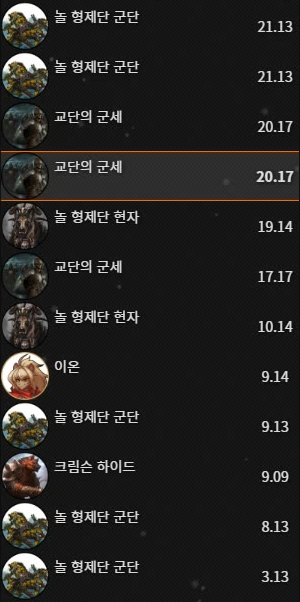 놀 형제단 군단 21.13
놀 형제단 군단 21.13
교단의 군세 20.17
교단의 군세 20.17
놀 형제단 현자 19.14
교단의 군세 17.17
놀 형제단 현자 10.14
이온 9.14
놀 형제단 군단 9.13
크림슨 하이드 9.09
놀 형제단 군단 8.13
놀 형제단 군단 3.13